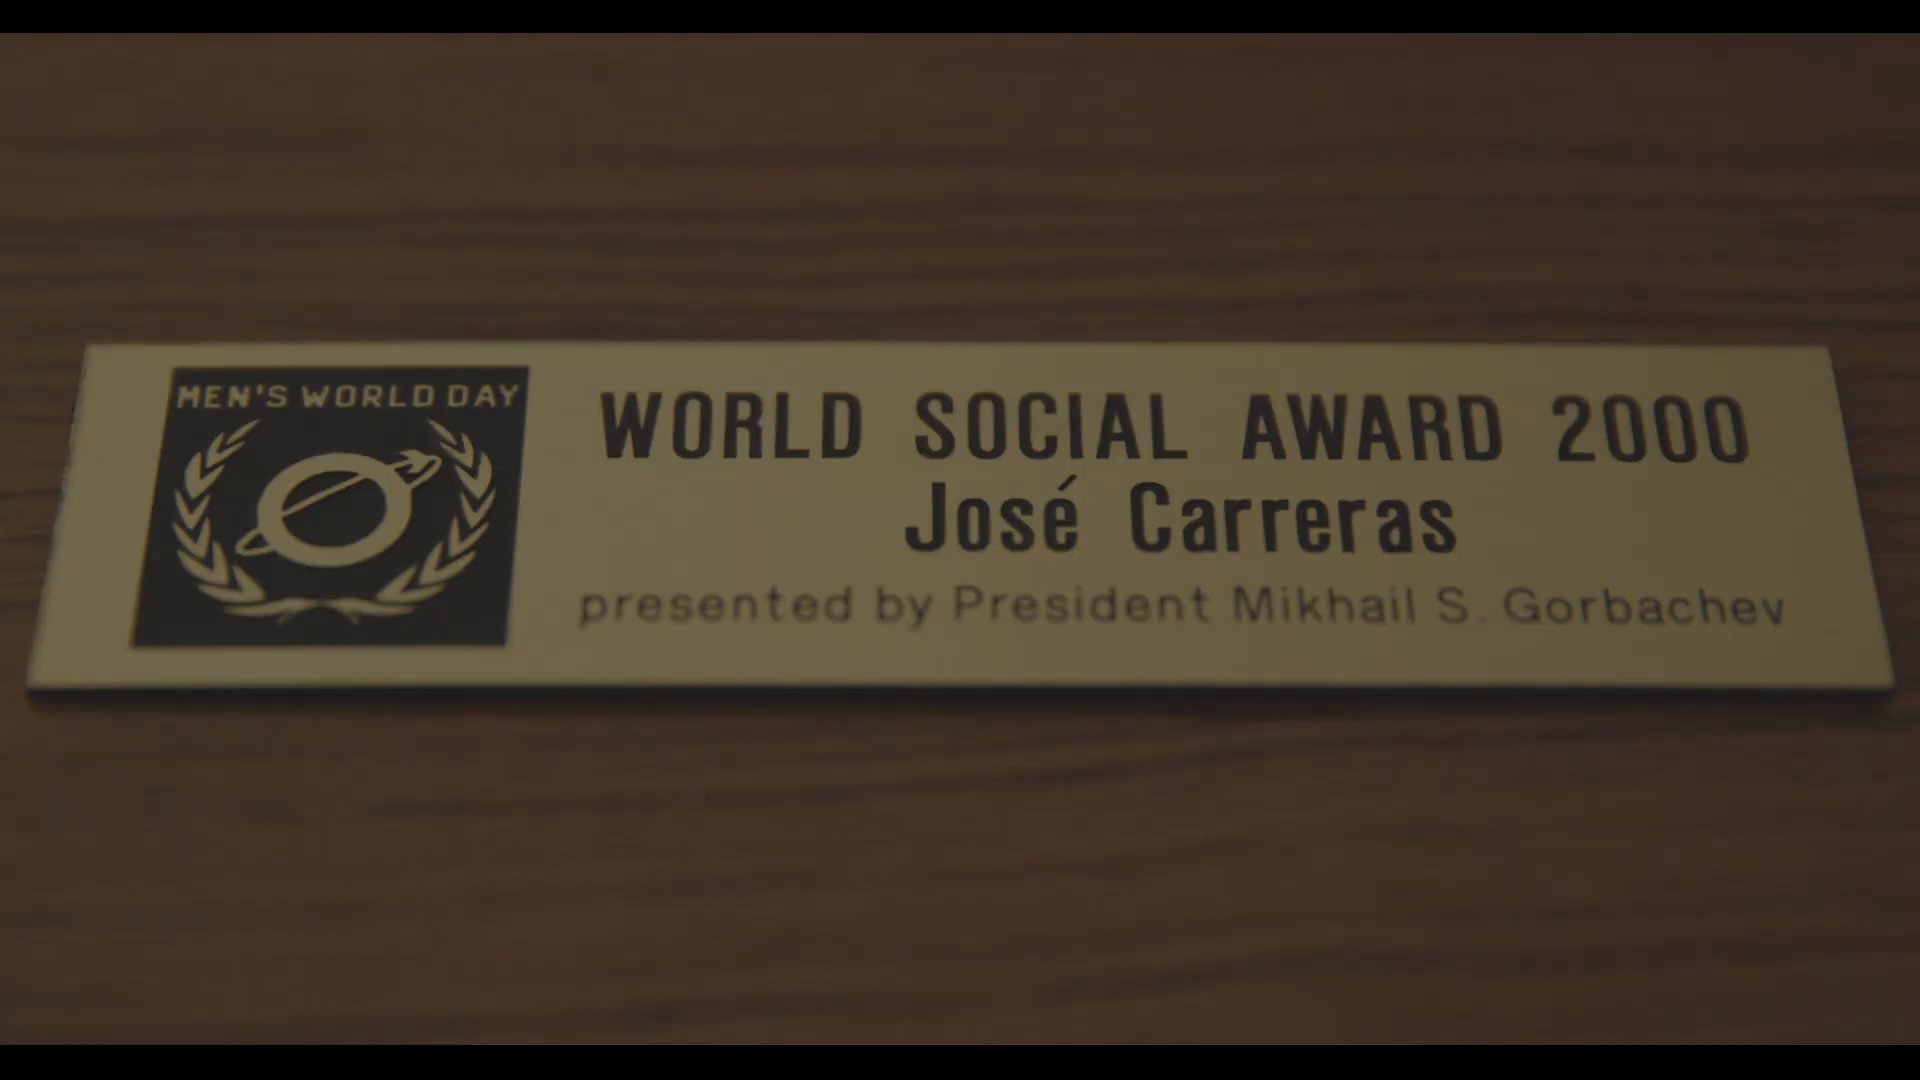 MEN'S WORLD DAY
WORLD SOCIAL AWARD 2000
José Carreras
presented by President Mikhail S. Gorbachev